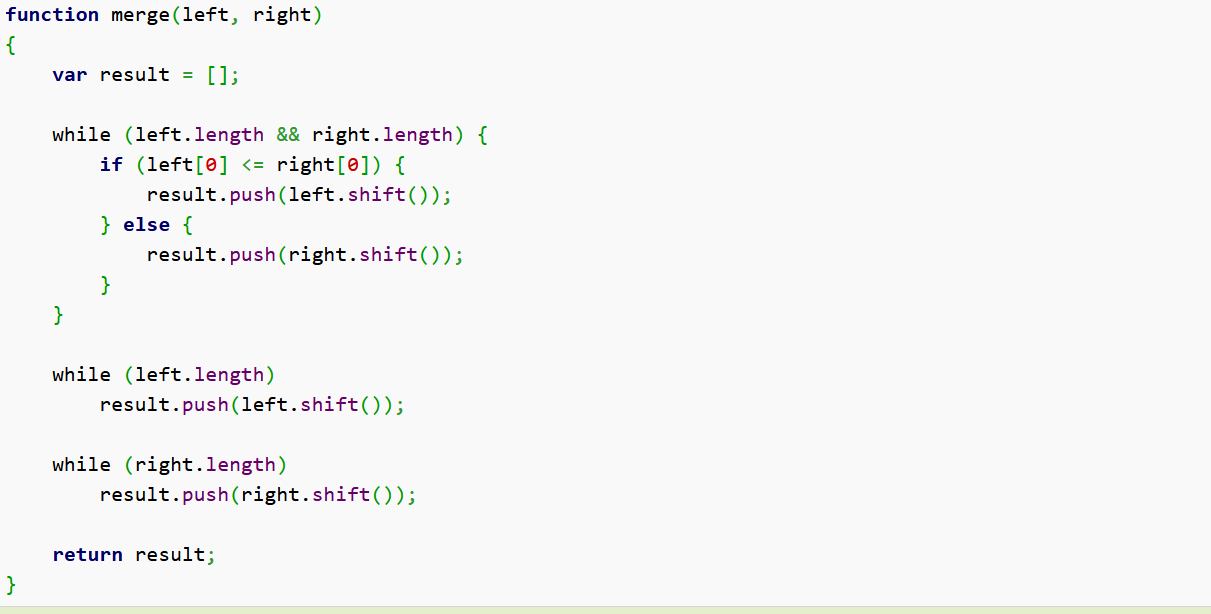 function merge(left, right)
{
    var result = [];

    while (left.length && right.length) {
        if (left[0] <= right[0]) {
            result.push(left.shift());
        } else {
            result.push(right.shift());
        }
    }

    while (left.length)
        result.push(left.shift());

    while (right.length)
        result.push(right.shift());

    return result;
}